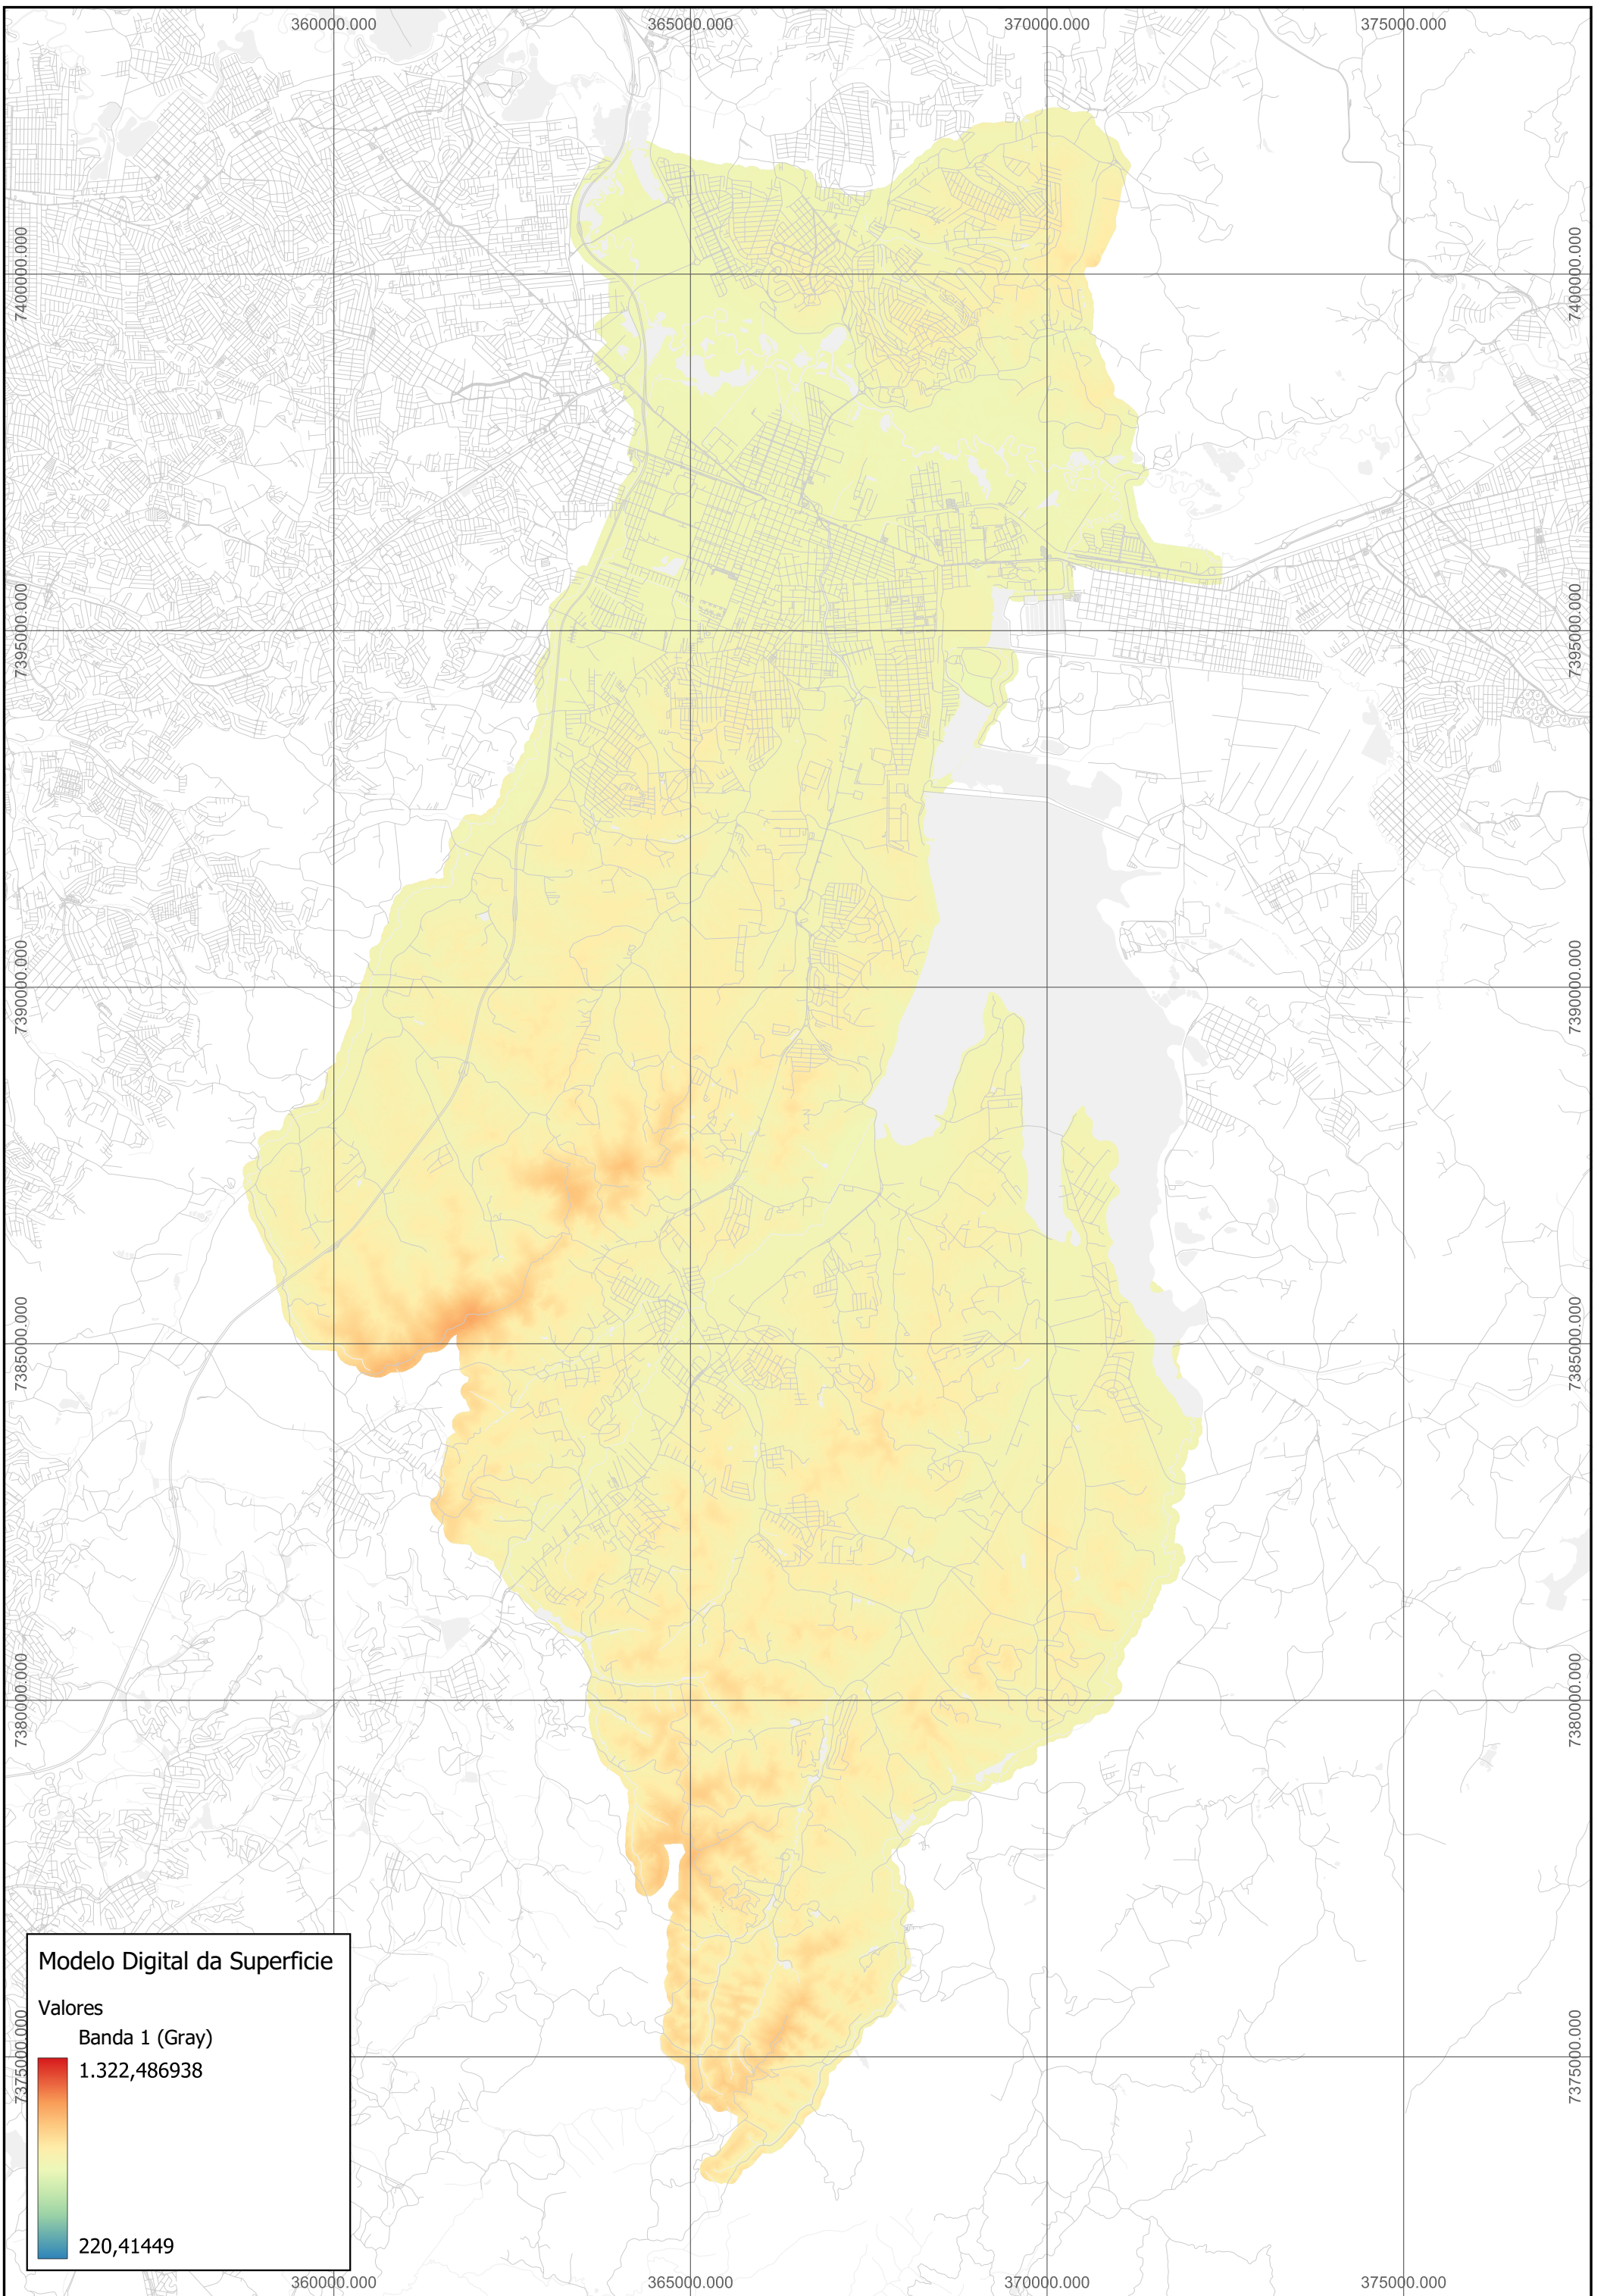 360000.000 365000.000 370000.000 375000.000
7400000.000 7400000.000
7395000.000 7395000.000
7390000.000 7390000.000
7385000.000 7385000.000
7380000.000 7380000.000
7375000.000 7375000.000
Modelo Digital da Superficie
Valores
Banda 1 (Gray)
1.322,486938
220,41449
360000.000 365000.000 370000.000 375000.000